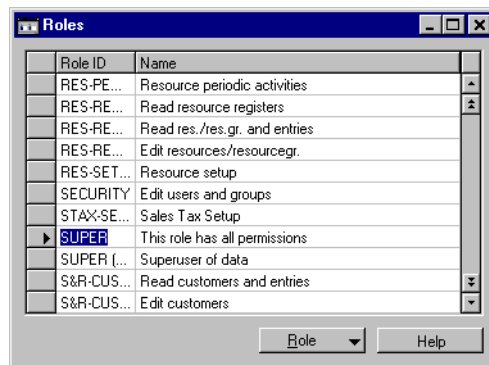 Roles
Role ID Name
RES-PE... Resource periodic activities
RES-RE... Read resource registers
RES-RE... Read res./res.gr. and entries
RES-RE... Edit resources/resourcegr.
RES-SET... Resource setup
SECURITY Edit users and groups
STAX-SE... Sales Tax Setup
SUPER This role has all permissions
SUPER (... Superuser of data
S&R-CUS... Read customers and entries
S&R-CUS... Edit customers
Role Help